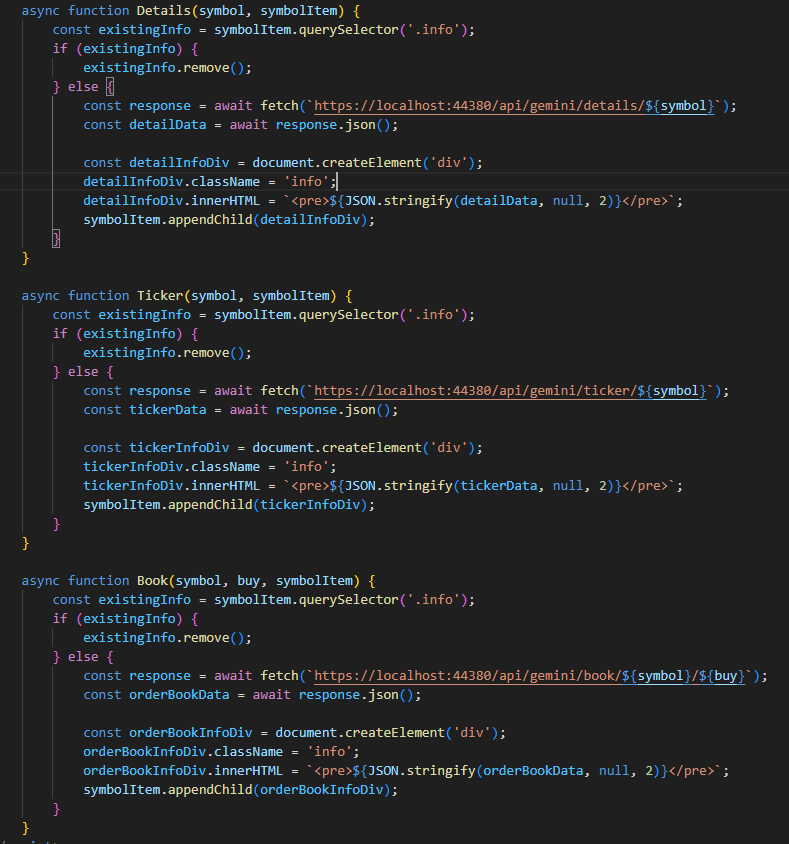 async function Details(symbol, symbolItem) {
    const existingInfo = symbolItem.querySelector('.info');
    if (existingInfo) {
        existingInfo.remove();
    } else {
        const response = await fetch(`https://localhost:44380/api/gemini/details/${symbol}`);
        const detailData = await response.json();

        const detailInfoDiv = document.createElement('div');
        detailInfoDiv.className = 'info';
        detailInfoDiv.innerHTML = `<pre>${JSON.stringify(detailData, null, 2)}</pre>`;
        symbolItem.appendChild(detailInfoDiv);
    }
}

async function Ticker(symbol, symbolItem) {
    const existingInfo = symbolItem.querySelector('.info');
    if (existingInfo) {
        existingInfo.remove();
    } else {
        const response = await fetch(`https://localhost:44380/api/gemini/ticker/${symbol}`);
        const tickerData = await response.json();

        const tickerInfoDiv = document.createElement('div');
        tickerInfoDiv.className = 'info';
        tickerInfoDiv.innerHTML = `<pre>${JSON.stringify(tickerData, null, 2)}</pre>`;
        symbolItem.appendChild(tickerInfoDiv);
    }
}

async function Book(symbol, buy, symbolItem) {
    const existingInfo = symbolItem.querySelector('.info');
    if (existingInfo) {
        existingInfo.remove();
    } else {
        const response = await fetch(`https://localhost:44380/api/gemini/book/${symbol}/${buy}`);
        const orderBookData = await response.json();

        const orderBookInfoDiv = document.createElement('div');
        orderBookInfoDiv.className = 'info';
        orderBookInfoDiv.innerHTML = `<pre>${JSON.stringify(orderBookData, null, 2)}</pre>`;
        symbolItem.appendChild(orderBookInfoDiv);
    }
}